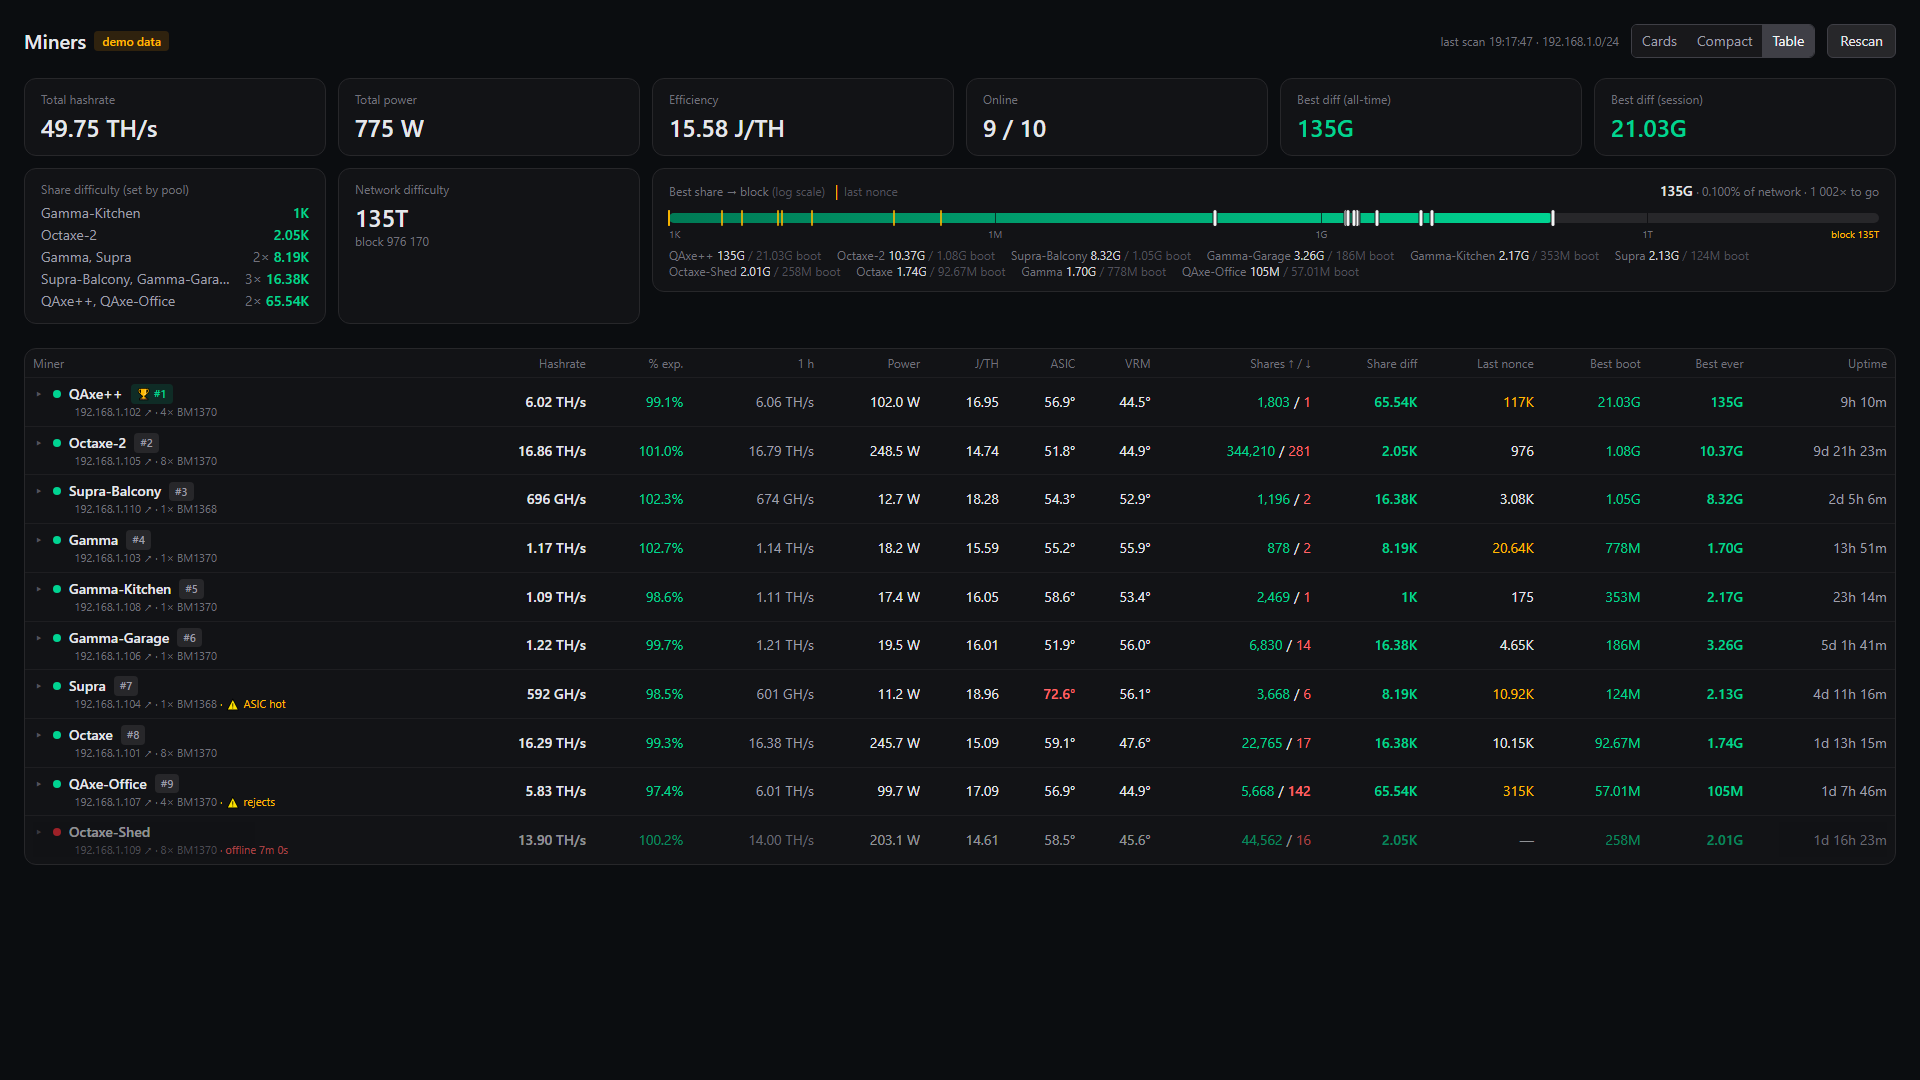 Miners demo data last scan 19:17:47 · 192.168.1.0/24 Cards Compact Table Rescan
Total hashrate
49.75 TH/s
Total power
775 W
Efficiency
15.58 J/TH
Online
9 / 10
Best diff (all-time)
135G
Best diff (session)
21.03G
Share difficulty (set by pool)
Gamma-Kitchen 1K
Octaxe-2 2.05K
Gamma, Supra 2× 8.19K
Supra-Balcony, Gamma-Gara... 3× 16.38K
QAxe++, QAxe-Office 2× 65.54K
Network difficulty
135T
block 976 170
Best share → block (log scale) | last nonce 135G · 0.100% of network · 1 002× to go
1K 1M 1G 1T block 135T
QAxe++ 135G / 21.03G boot Octaxe-2 10.37G / 1.08G boot Supra-Balcony 8.32G / 1.05G boot Gamma-Garage 3.26G / 186M boot Gamma-Kitchen 2.17G / 353M boot Supra 2.13G / 124M boot
Octaxe-Shed 2.01G / 258M boot Octaxe 1.74G / 92.67M boot Gamma 1.70G / 778M boot QAxe-Office 105M / 57.01M boot
Miner Hashrate % exp. 1 h Power J/TH ASIC VRM Shares ↑ / ↓ Share diff Last nonce Best boot Best ever Uptime
▸ QAxe++ 🏆 #1 6.02 TH/s 99.1% 6.06 TH/s 102.0 W 16.95 56.9° 44.5° 1,803 / 1 65.54K 117K 21.03G 135G 9h 10m
192.168.1.102 ↗ · 4× BM1370
▸ Octaxe-2 #2 16.86 TH/s 101.0% 16.79 TH/s 248.5 W 14.74 51.8° 44.9° 344,210 / 281 2.05K 976 1.08G 10.37G 9d 21h 23m
192.168.1.105 ↗ · 8× BM1370
▸ Supra-Balcony #3 696 GH/s 102.3% 674 GH/s 12.7 W 18.28 54.3° 52.9° 1,196 / 2 16.38K 3.08K 1.05G 8.32G 2d 5h 6m
192.168.1.110 ↗ · 1× BM1368
▸ Gamma #4 1.17 TH/s 102.7% 1.14 TH/s 18.2 W 15.59 55.2° 55.9° 878 / 2 8.19K 20.64K 778M 1.70G 13h 51m
192.168.1.103 ↗ · 1× BM1370
▸ Gamma-Kitchen #5 1.09 TH/s 98.6% 1.11 TH/s 17.4 W 16.05 58.6° 53.4° 2,469 / 1 1K 175 353M 2.17G 23h 14m
192.168.1.108 ↗ · 1× BM1370
▸ Gamma-Garage #6 1.22 TH/s 99.7% 1.21 TH/s 19.5 W 16.01 51.9° 56.0° 6,830 / 14 16.38K 4.65K 186M 3.26G 5d 1h 41m
192.168.1.106 ↗ · 1× BM1370
▸ Supra #7 592 GH/s 98.5% 601 GH/s 11.2 W 18.96 72.6° 56.1° 3,668 / 6 8.19K 10.92K 124M 2.13G 4d 11h 16m
192.168.1.104 ↗ · 1× BM1368 · ⚠ ASIC hot
▸ Octaxe #8 16.29 TH/s 99.3% 16.38 TH/s 245.7 W 15.09 59.1° 47.6° 22,765 / 17 16.38K 10.15K 92.67M 1.74G 1d 13h 15m
192.168.1.101 ↗ · 8× BM1370
▸ QAxe-Office #9 5.83 TH/s 97.4% 6.01 TH/s 99.7 W 17.09 56.9° 44.9° 5,668 / 142 65.54K 315K 57.01M 105M 1d 7h 46m
192.168.1.107 ↗ · 4× BM1370 · ⚠ rejects
▸ Octaxe-Shed 13.90 TH/s 100.2% 14.00 TH/s 203.1 W 14.61 58.5° 45.6° 44,562 / 16 2.05K — 258M 2.01G 1d 16h 23m
192.168.1.109 ↗ · 8× BM1370 · offline 7m 0s